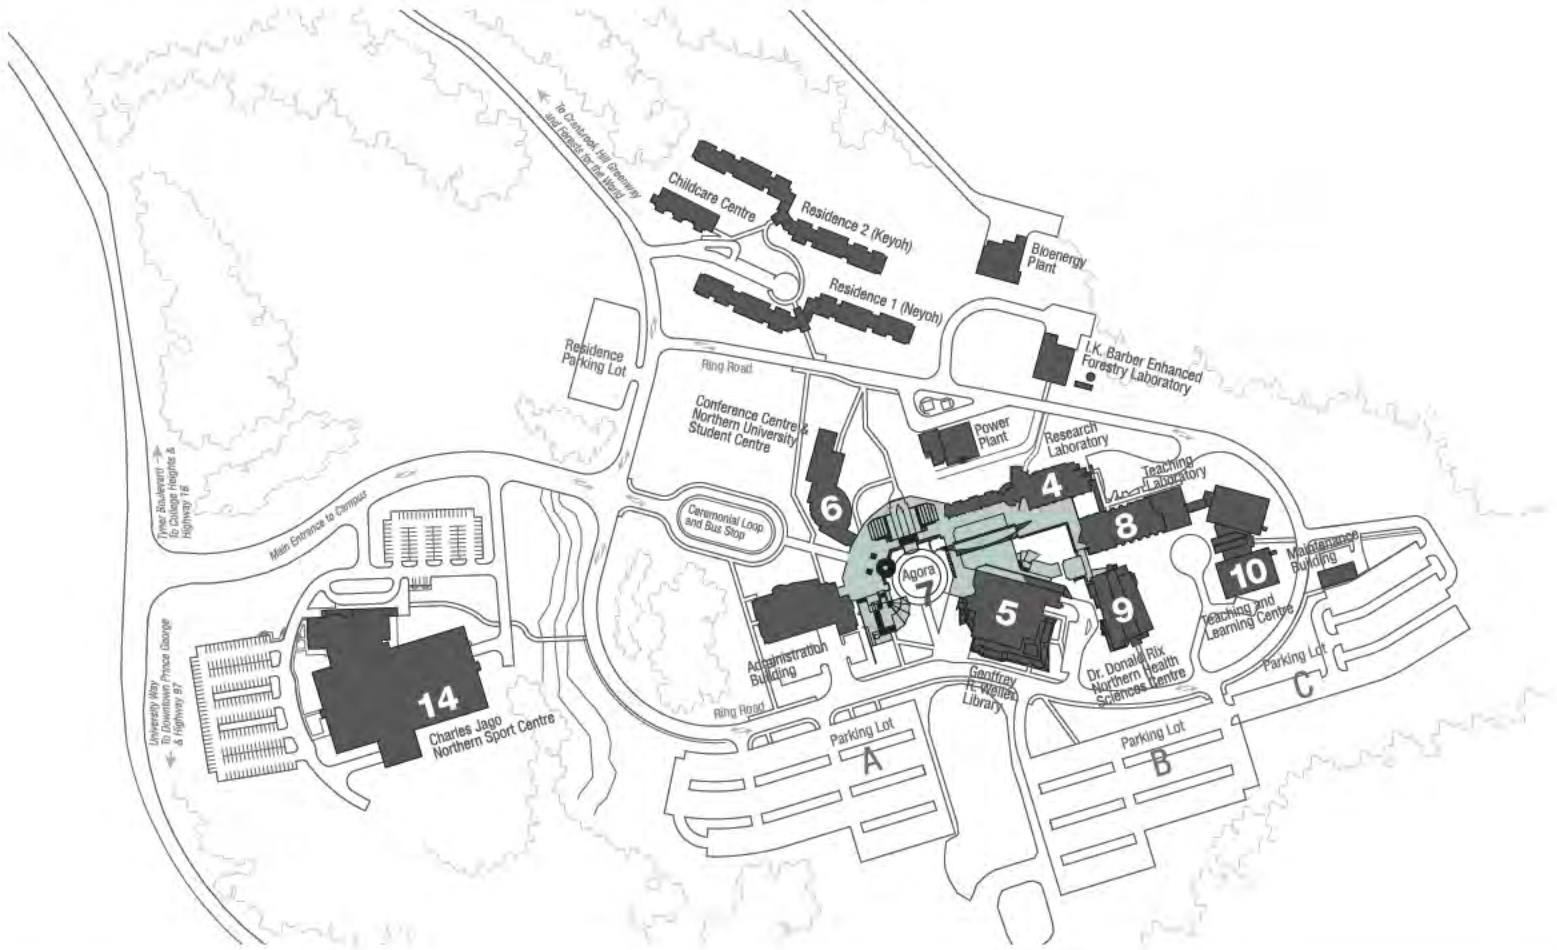 To Cranbrook Hill Greenway
and Forests for the World
Childcare Centre
Residence 2 (Keyoh)
Bioenergy
Plant
Residence 1 (Neyoh)
Residence
Parking Lot
Ring Road
I.K. Barber Enhanced
Forestry Laboratory
Conference Centre &
Northern University
Student Centre
Power
Plant
Research
Laboratory
Teaching
Laboratory
Tyner Boulevard
To College Heights &
Highway 16
Main Entrance to Campus
Ceremonial Loop
and Bus Stop
6
4
8
Agora
7
5
9
10
Maintenance
Building
Teaching and
Learning Centre
Administration
Building
University Way
To Downtown Prince George
& Highway 97
14
Charles Jago
Northern Sport Centre
Geoffrey
R. Weller
Library
Dr. Donald Rix
Northern Health
Sciences Centre
Parking Lot
C
Ring Road
Parking Lot
A
Parking Lot
B